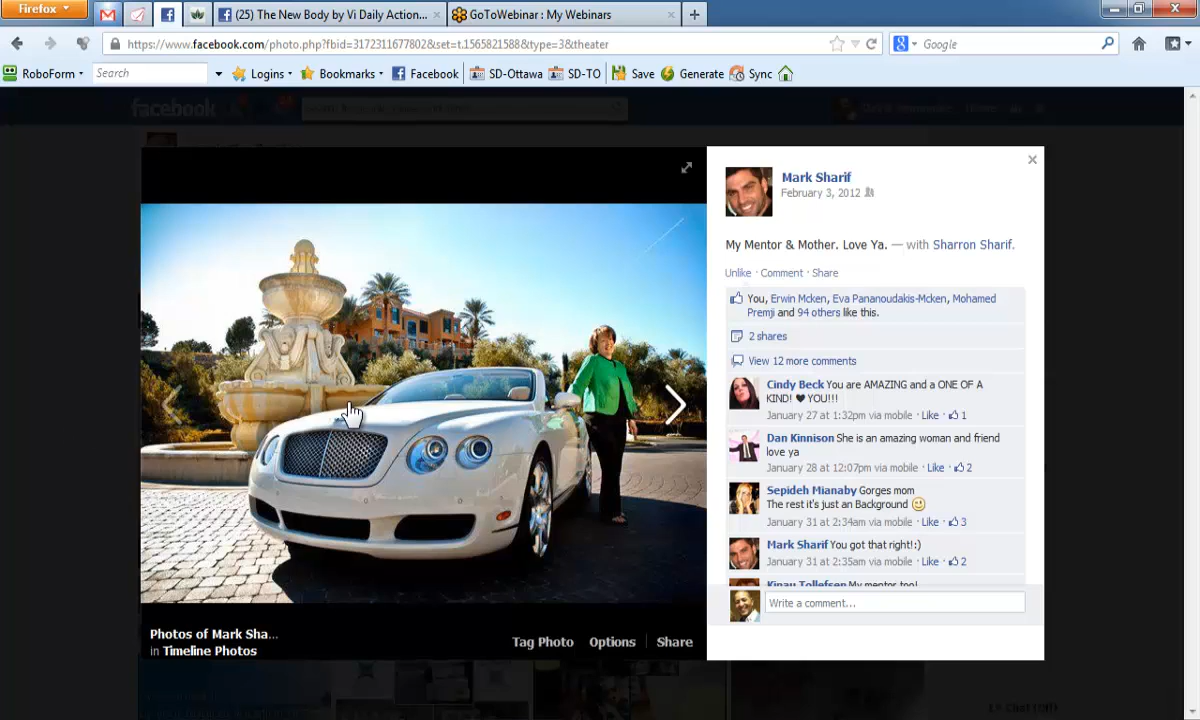 Firefox
(25) The New Body by Vi Daily Action...
GoToWebinar : My Webinars
https://www.facebook.com/photo.php?fbid=3172311677802&set=t.1565821588&type=3&theater
Google
RoboForm
Search
Logins
Bookmarks
Facebook
SD-Ottawa
SD-TO
Save
Generate
Sync
facebook
Mark Sharif
February 3, 2012
My Mentor & Mother. Love Ya. — with Sharron Sharif.
Unlike · Comment · Share
You, Erwin Mcken, Eva Pananoudakis-Mcken, Mohamed
Premji and 94 others like this.
2 shares
View 12 more comments
Cindy Beck You are AMAZING and a ONE OF A
KIND! ♥ YOU!!!
January 27 at 1:32pm via mobile · Like · 1
Dan Kinnison She is an amazing woman and friend
love ya
January 28 at 12:07pm via mobile · Like · 2
Sepideh Mianaby Gorges mom
The rest it's just an Background
January 31 at 2:34am via mobile · Like · 3
Mark Sharif You got that right!:)
January 31 at 2:35am via mobile · Like · 2
Kinau Tollefsen My mentor too!
Write a comment...
Photos of Mark Sha...
in Timeline Photos
Tag Photo
Options
Share